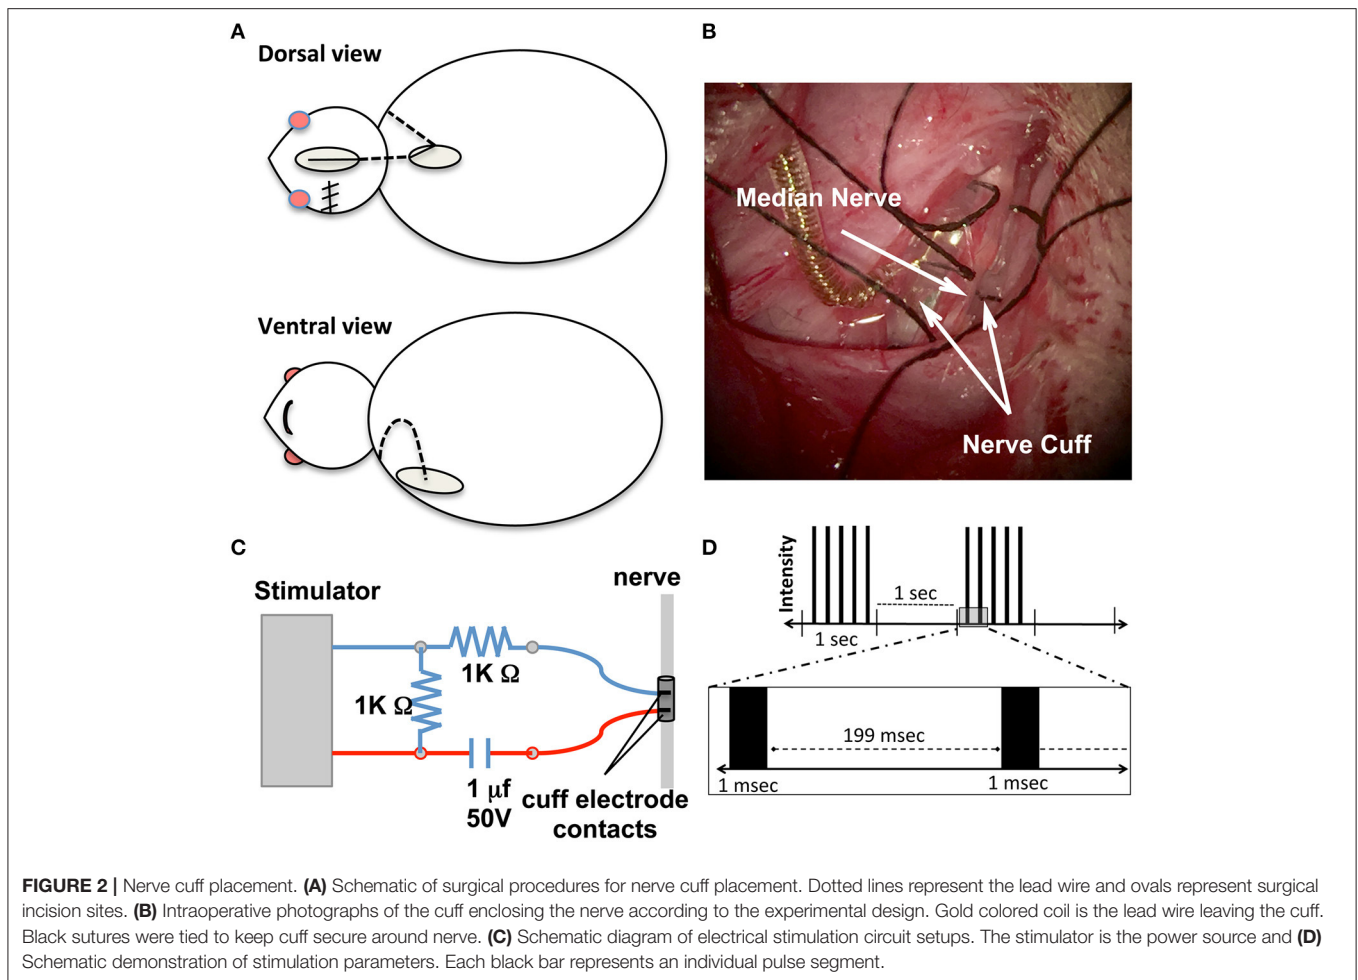 A
Dorsal view
Ventral view
B
Median Nerve
Nerve Cuff
C
Stimulator
nerve
1K Ω
1K Ω
1 μf
50V
cuff electrode
contacts
D
Intensity
1 sec
1 sec
199 msec
1 msec
1 msec
FIGURE 2 | Nerve cuff placement. (A) Schematic of surgical procedures for nerve cuff placement. Dotted lines represent the lead wire and ovals represent surgical
incision sites. (B) Intraoperative photographs of the cuff enclosing the nerve according to the experimental design. Gold colored coil is the lead wire leaving the cuff.
Black sutures were tied to keep cuff secure around nerve. (C) Schematic diagram of electrical stimulation circuit setups. The stimulator is the power source and (D)
Schematic demonstration of stimulation parameters. Each black bar represents an individual pulse segment.